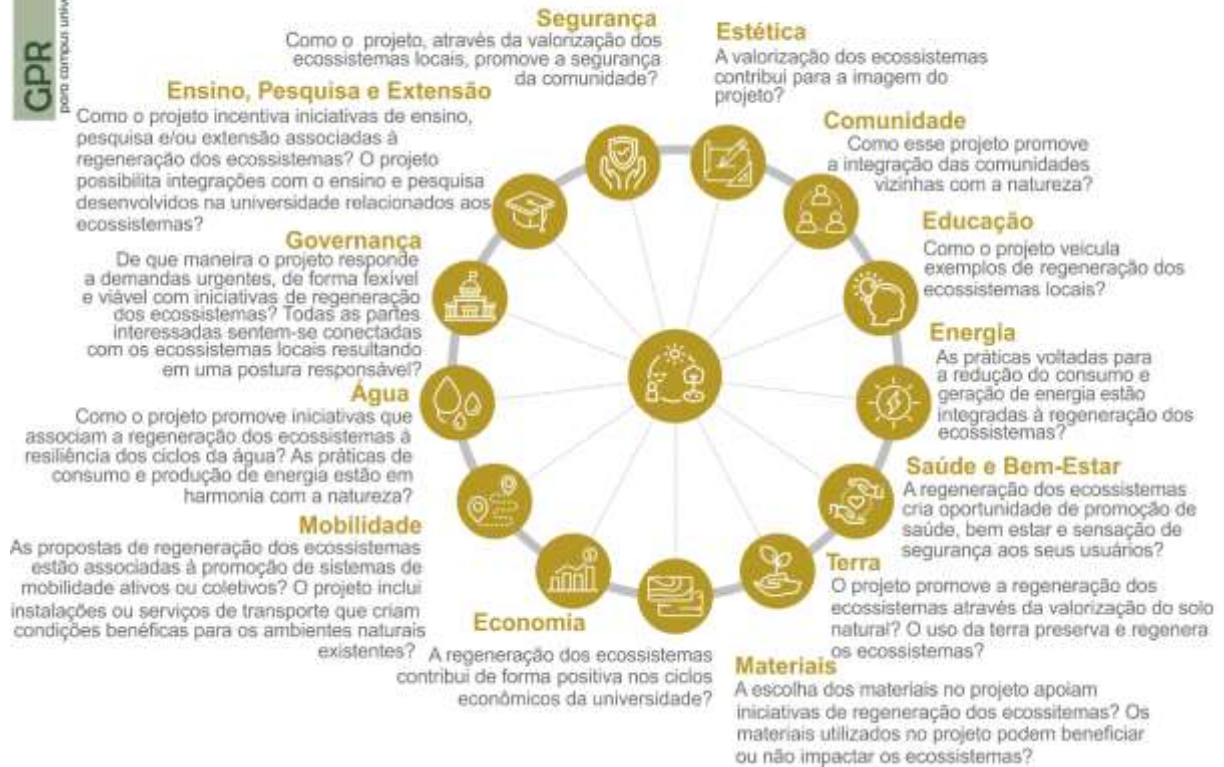 GPR
para campus
Segurança
Como o projeto, através da valorização dos
ecossistemas locais, promove a segurança
da comunidade?
Estética
A valorização dos ecossistemas
contribui para a imagem do
projeto?
Ensino, Pesquisa e Extensão
Como o projeto incentiva iniciativas de ensino,
pesquisa e/ou extensão associadas à
regeneração dos ecossistemas? O projeto
possibilita integrações com o ensino e pesquisa
desenvolvidos na universidade relacionados aos
ecossistemas?
Comunidade
Como esse projeto promove
a integração das comunidades
vizinhas com a natureza?
Educação
Como o projeto veicula
exemplos de regeneração dos
ecossistemas locais?
Governança
De que maneira o projeto responde
a demandas urgentes, de forma fexível
e viável com iniciativas de regeneração
dos ecossistemas? Todas as partes
interessadas sentem-se conectadas
com os ecossistemas locais resultando
em uma postura responsável?
Energia
As práticas voltadas para
a redução do consumo e
geração de energia estão
integradas à regeneração dos
ecossistemas?
Água
Como o projeto promove iniciativas que
associam a regeneração dos ecossistemas à
resiliência dos ciclos da água? As práticas de
consumo e produção de energia estão em
harmonia com a natureza?
Saúde e Bem-Estar
A regeneração dos ecossistemas
cria oportunidade de promoção de
saúde, bem estar e sensação de
segurança aos seus usuários?
Mobilidade
As propostas de regeneração dos ecossistemas
estão associadas à promoção de sistemas de
mobilidade ativos ou coletivos? O projeto inclui
instalações ou serviços de transporte que criam
condições benéficas para os ambientes naturais
existentes?
Terra
O projeto promove a regeneração dos
ecossistemas através da valorização do solo
natural? O uso da terra preserva e regenera
os ecossistemas?
Economia
A regeneração dos ecossistemas
contribui de forma positiva nos ciclos
econômicos da universidade?
Materiais
A escolha dos materiais no projeto apoiam
iniciativas de regeneração dos ecossitemas? Os
materiais utilizados no projeto podem beneficiar
ou não impactar os ecossistemas?